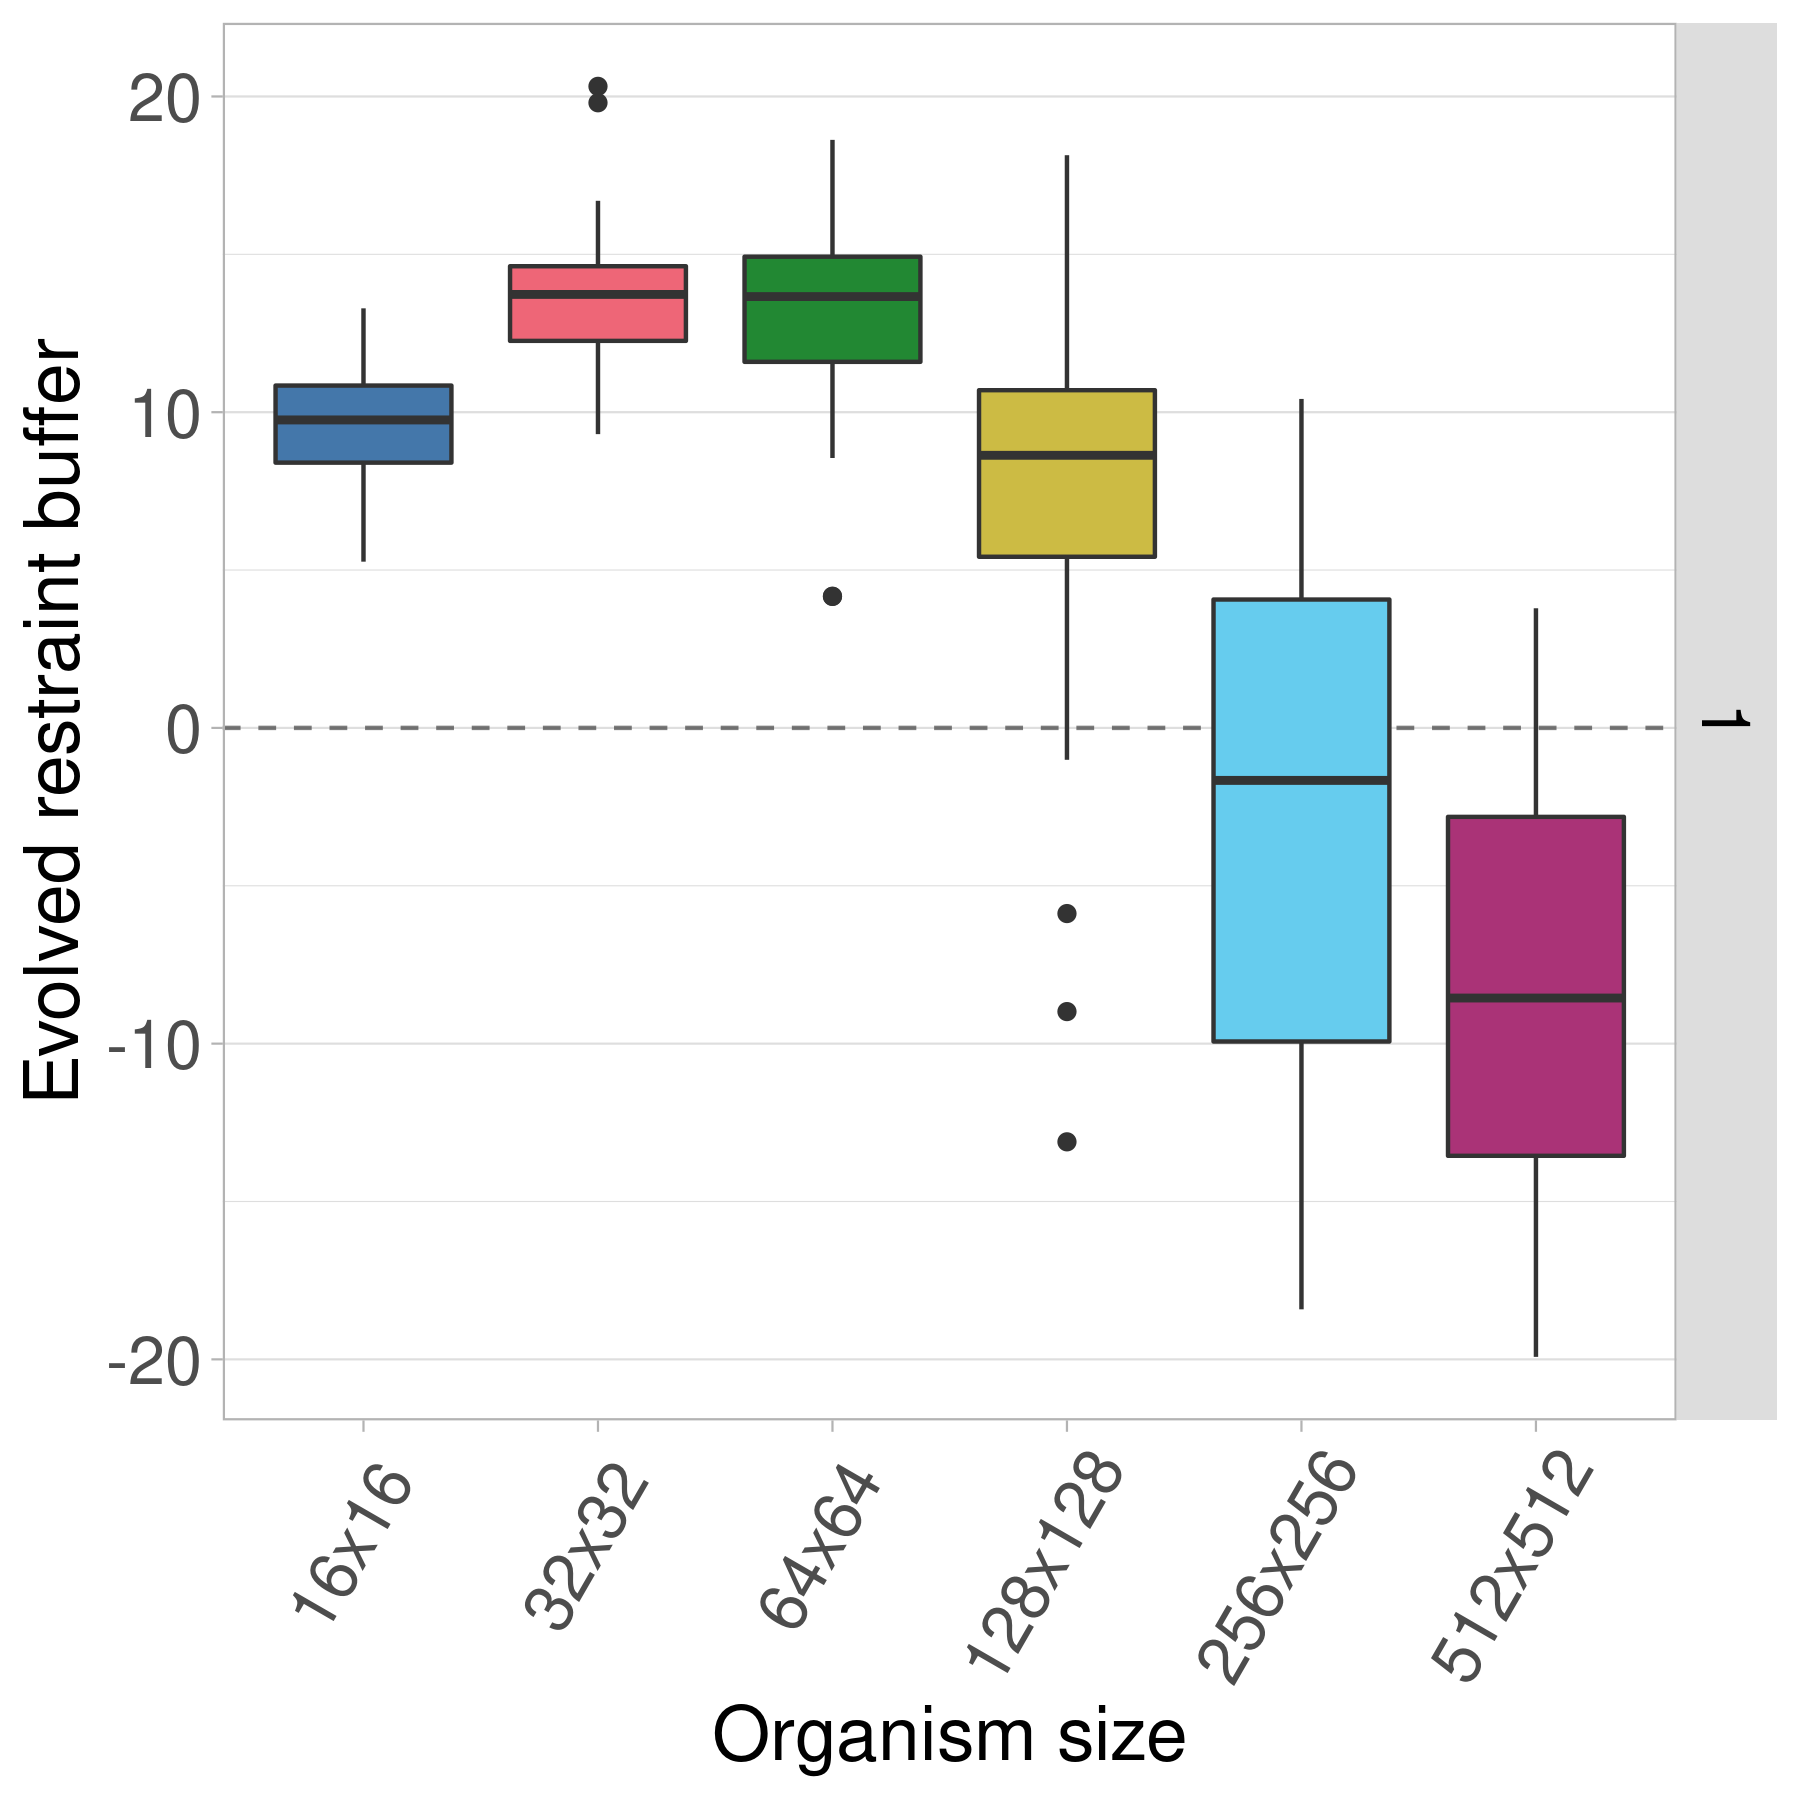 Evolved restraint buffer
20
10
0
-10
-20
1
16x16
32x32
64x64
128x128
256x256
512x512
Organism size